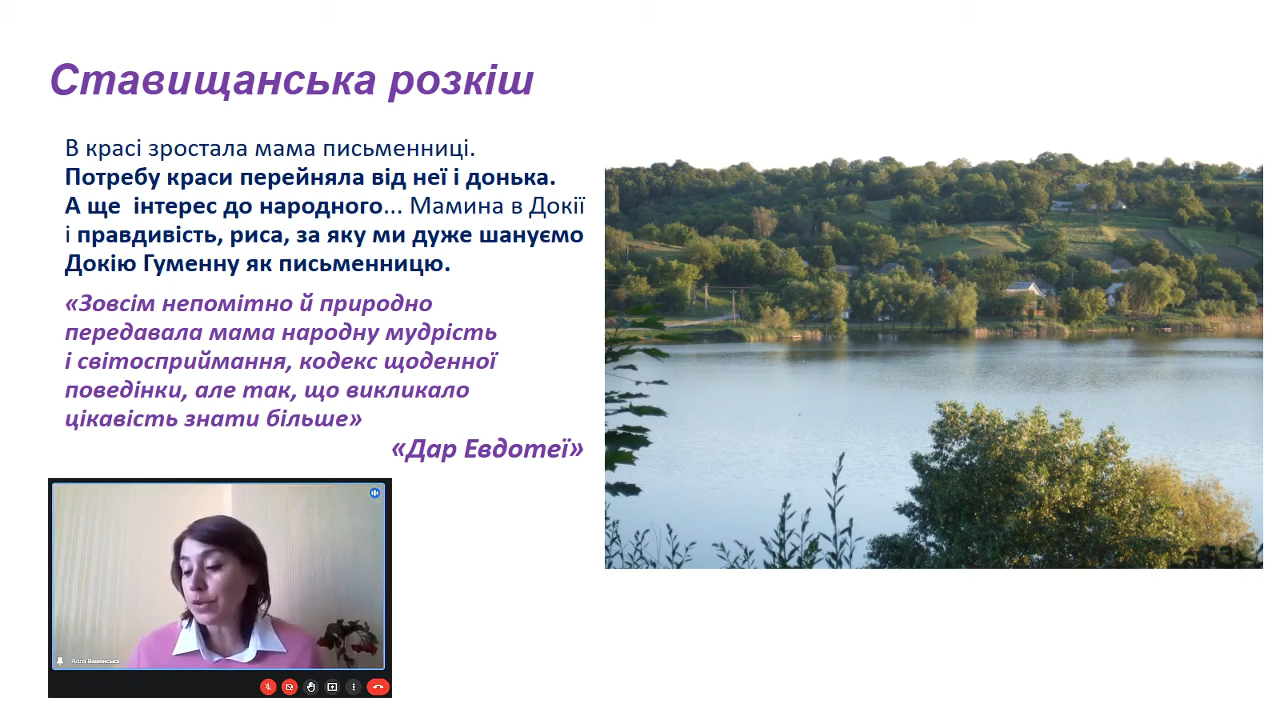 Ставищанська розкіш
В красі зростала мама письменниці.
Потребу краси перейняла від неї і донька.
А ще інтерес до народного... Мамина в Докії
і правдивість, риса, за яку ми дуже шануємо
Докію Гуменну як письменницю.
«Зовсім непомітно й природно
передавала мама народну мудрість
і світосприймання, кодекс щоденної
поведінки, але так, що викликало
цікавість знати більше»
«Дар Евдотеї»
Алла